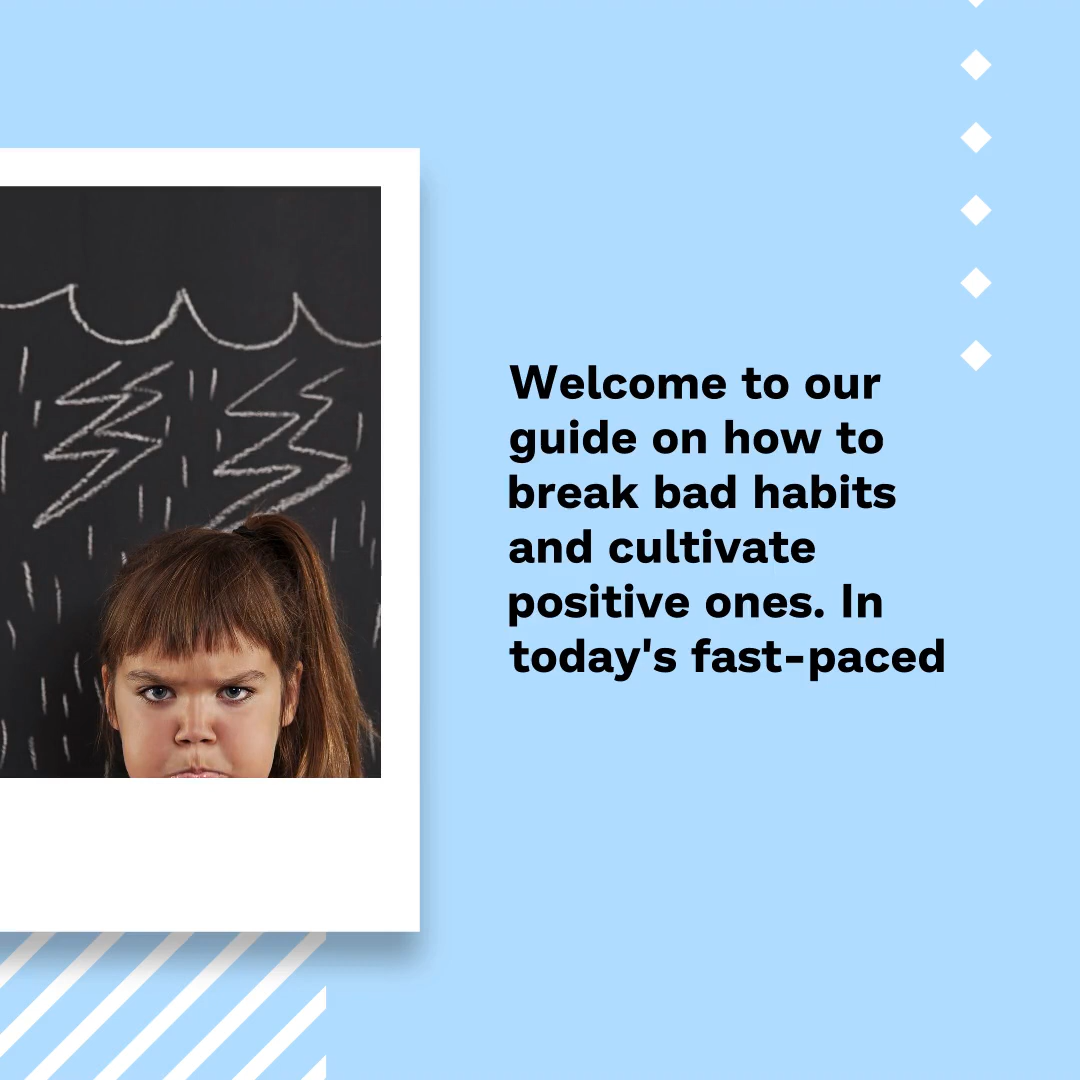 Welcome to our
guide on how to
break bad habits
and cultivate
positive ones. In
today's fast-paced